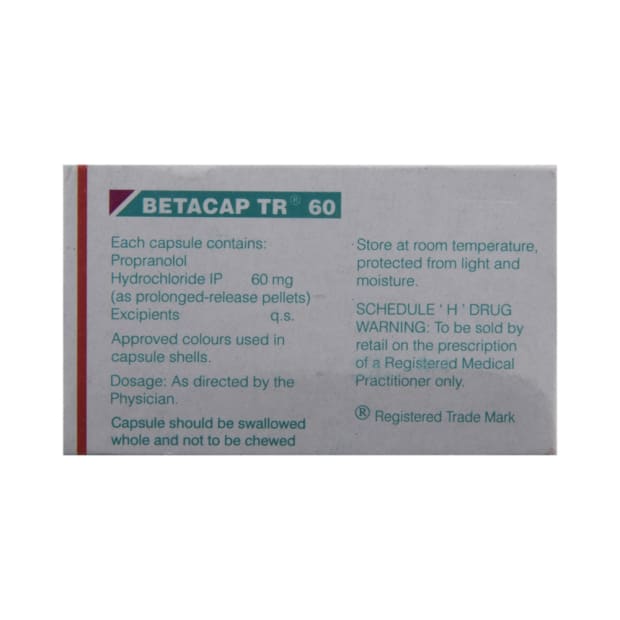 BETACAP TR® 60
Each capsule contains:
Propranolol
Hydrochloride IP 60 mg
(as prolonged-release pellets)
Excipients q.s.
Approved colours used in
capsule shells.
Dosage: As directed by the
Physician.
Capsule should be swallowed
whole and not to be chewed
Store at room temperature,
protected from light and
moisture.
SCHEDULE ' H ' DRUG
WARNING: To be sold by
retail on the prescription
of a Registered Medical
Practitioner only.
® Registered Trade Mark